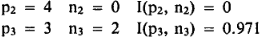 p₂ = 4 n₂ = 0 I(p₂, n₂) = 0
p₃ = 3 n₃ = 2 I(p₃, n₃) = 0.971